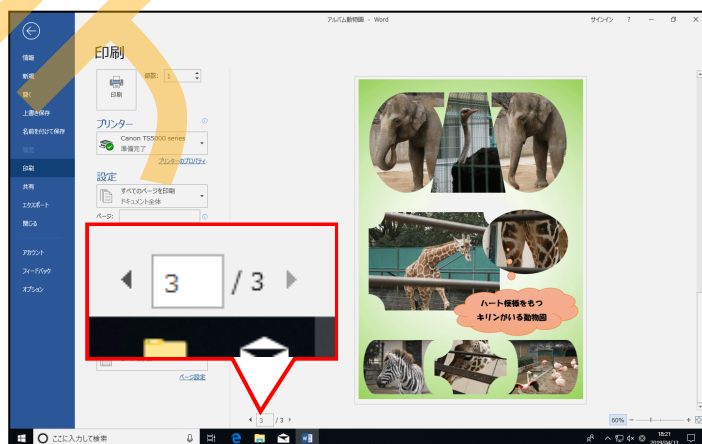 アルバム動物園 - Word
サインイン ?
情報
新規
開く
上書き保存
名前を付けて保存
印刷
共有
エクスポート
閉じる
アカウント
フィードバック
オプション
印刷
部数: 1
印刷
プリンター
Canon TS5000 series
準備完了
プリンターのプロパティ
設定
すべてのページを印刷
ドキュメント全体
ページ:
3 / 3
ページ設定
ハート模様をもつ
キリンがいる動物園
3 / 3
60%
ここに入力して検索
18:21
2019/04/13